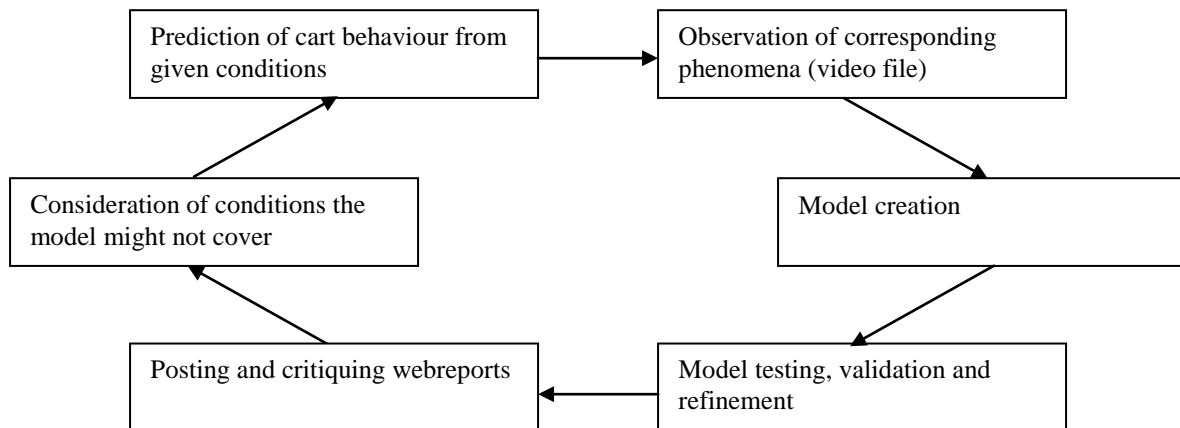 Prediction of cart behaviour from
given conditions
Observation of corresponding
phenomena (video file)
Consideration of conditions the
model might not cover
Model creation
Posting and critiquing webreports
Model testing, validation and
refinement